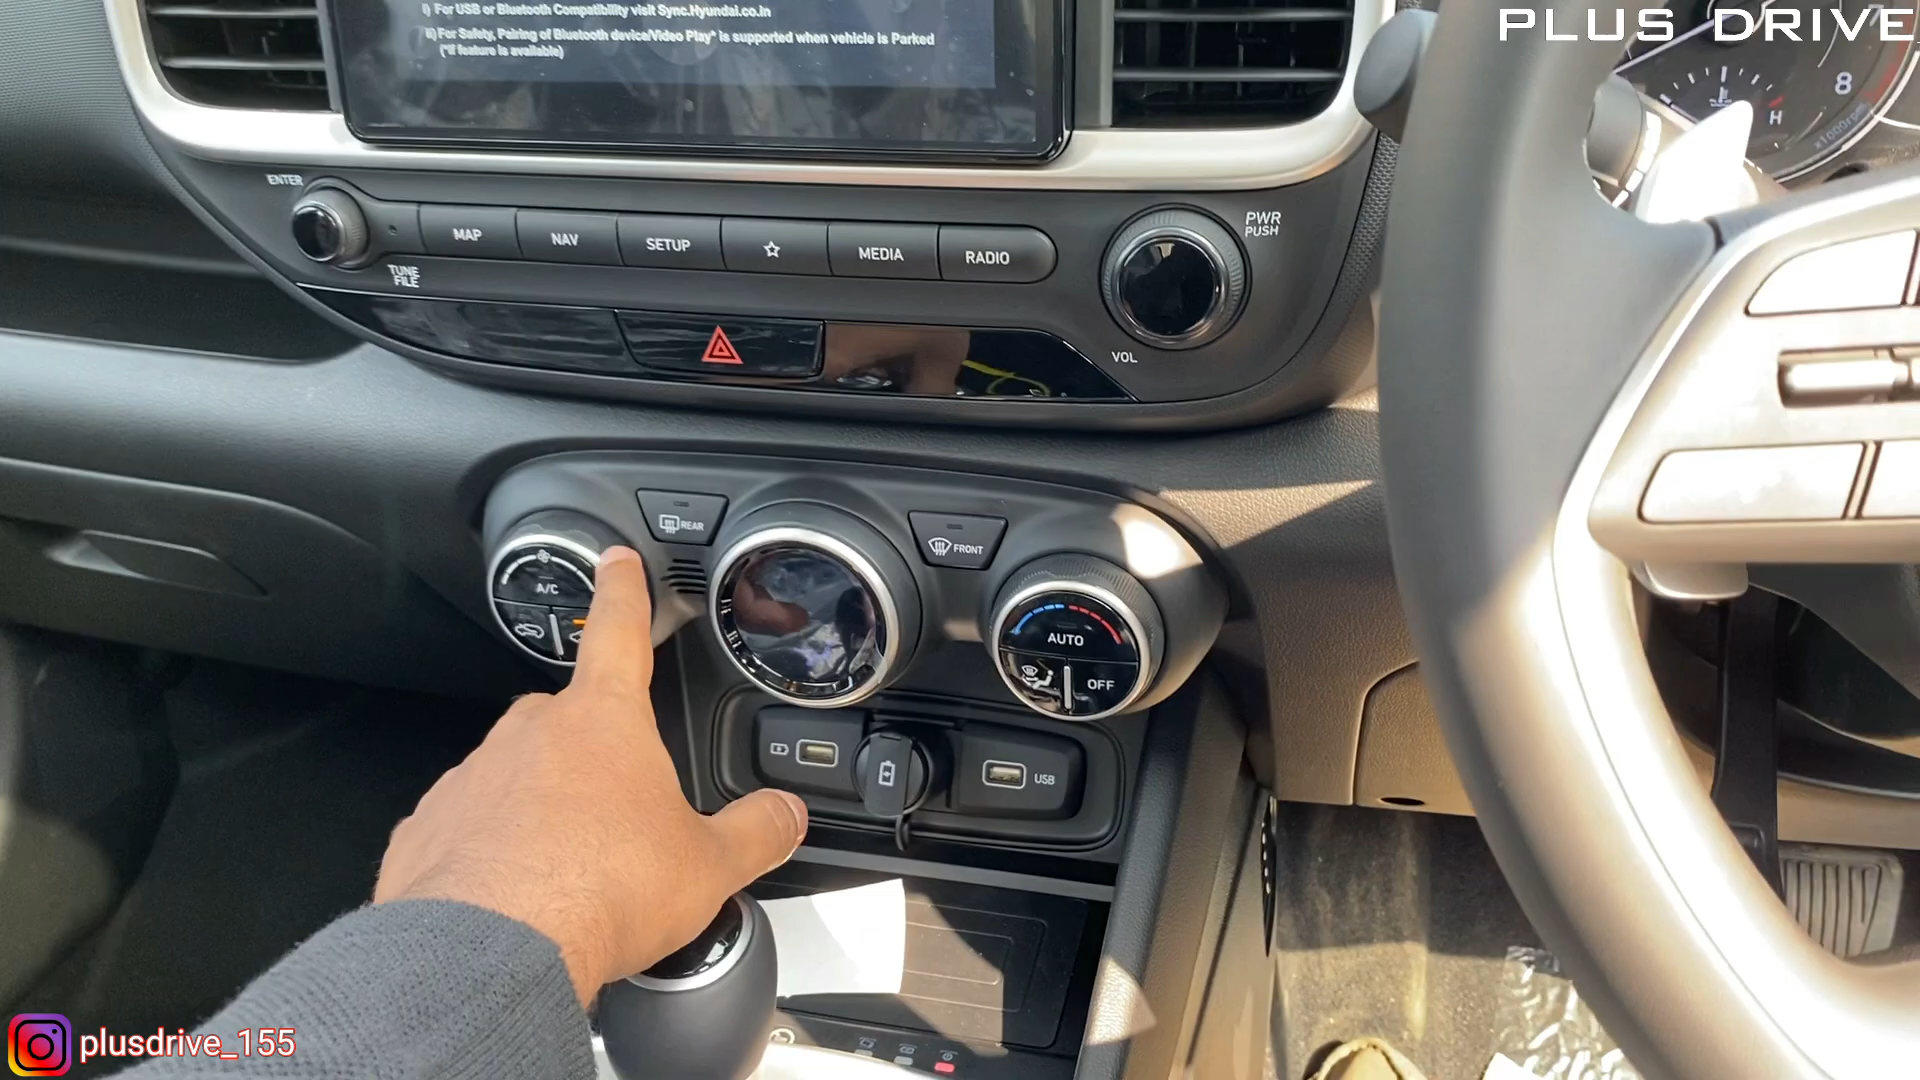 i) For USB or Bluetooth Compatibility visit Sync.Hyundai.co.in
ii) For Safety, Pairing of Bluetooth device/Video Play* is supported when vehicle is Parked
(*if feature is available)
PLUS DRIVE
8
H
x1000rpm
ENTER
TUNE
FILE
MAP
NAV
SETUP
MEDIA
RADIO
PWR
PUSH
VOL
REAR
FRONT
A/C
AUTO
OFF
USB
plusdrive_155